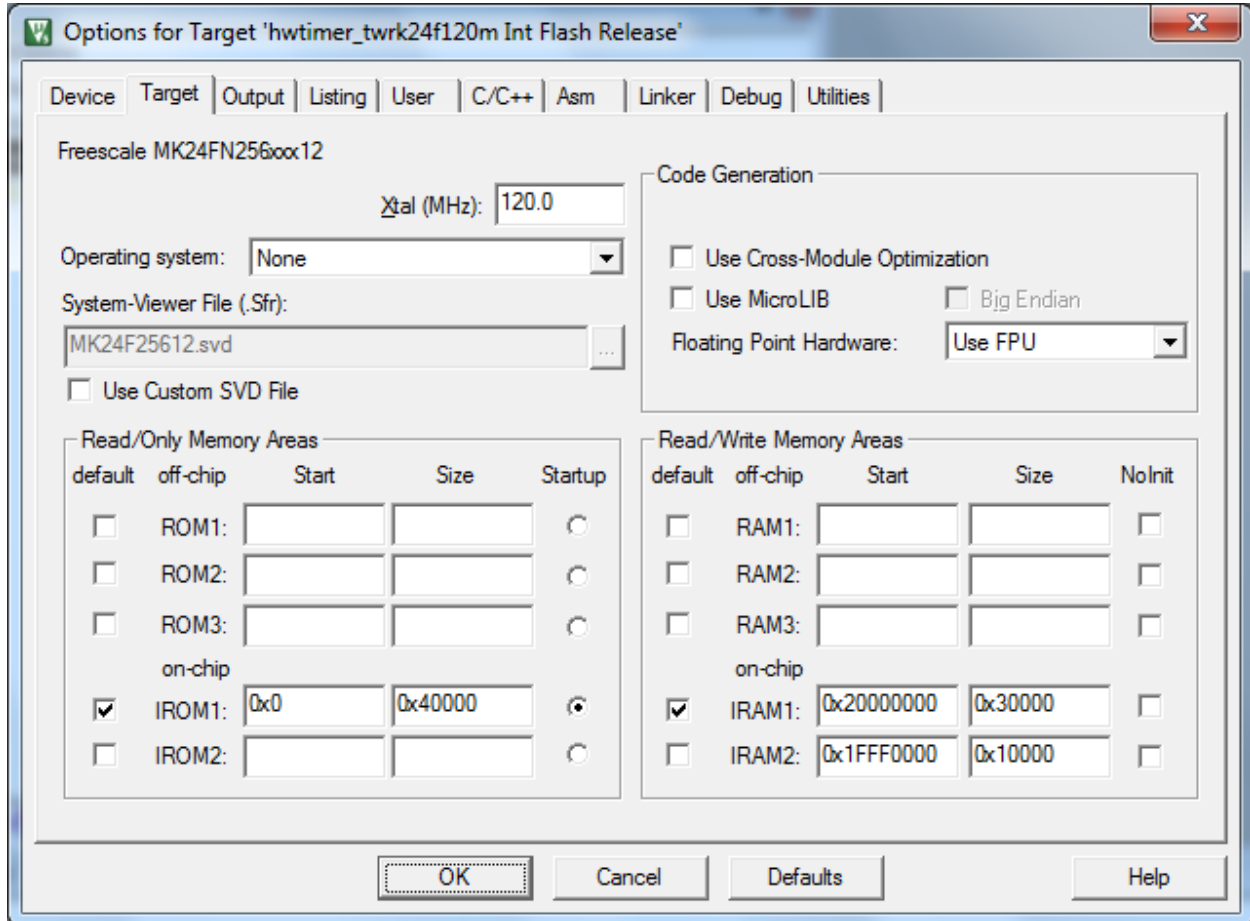 Options for Target 'hwtimer_twrk24f120m Int Flash Release'
Device Target Output Listing User C/C++ Asm Linker Debug Utilities
Freescale MK24FN256xxx12
Xtal (MHz): 120.0
Operating system: None
System-Viewer File (.Sfr):
MK24F25612.svd ...
Use Custom SVD File
Code Generation
Use Cross-Module Optimization
Use MicroLIB Big Endian
Floating Point Hardware: Use FPU
Read/Only Memory Areas
default off-chip Start Size Startup
ROM1:
ROM2:
ROM3:
on-chip
IROM1: 0x0 0x40000
IROM2:
Read/Write Memory Areas
default off-chip Start Size NoInit
RAM1:
RAM2:
RAM3:
on-chip
IRAM1: 0x20000000 0x30000
IRAM2: 0x1FFF0000 0x10000
OK Cancel Defaults Help